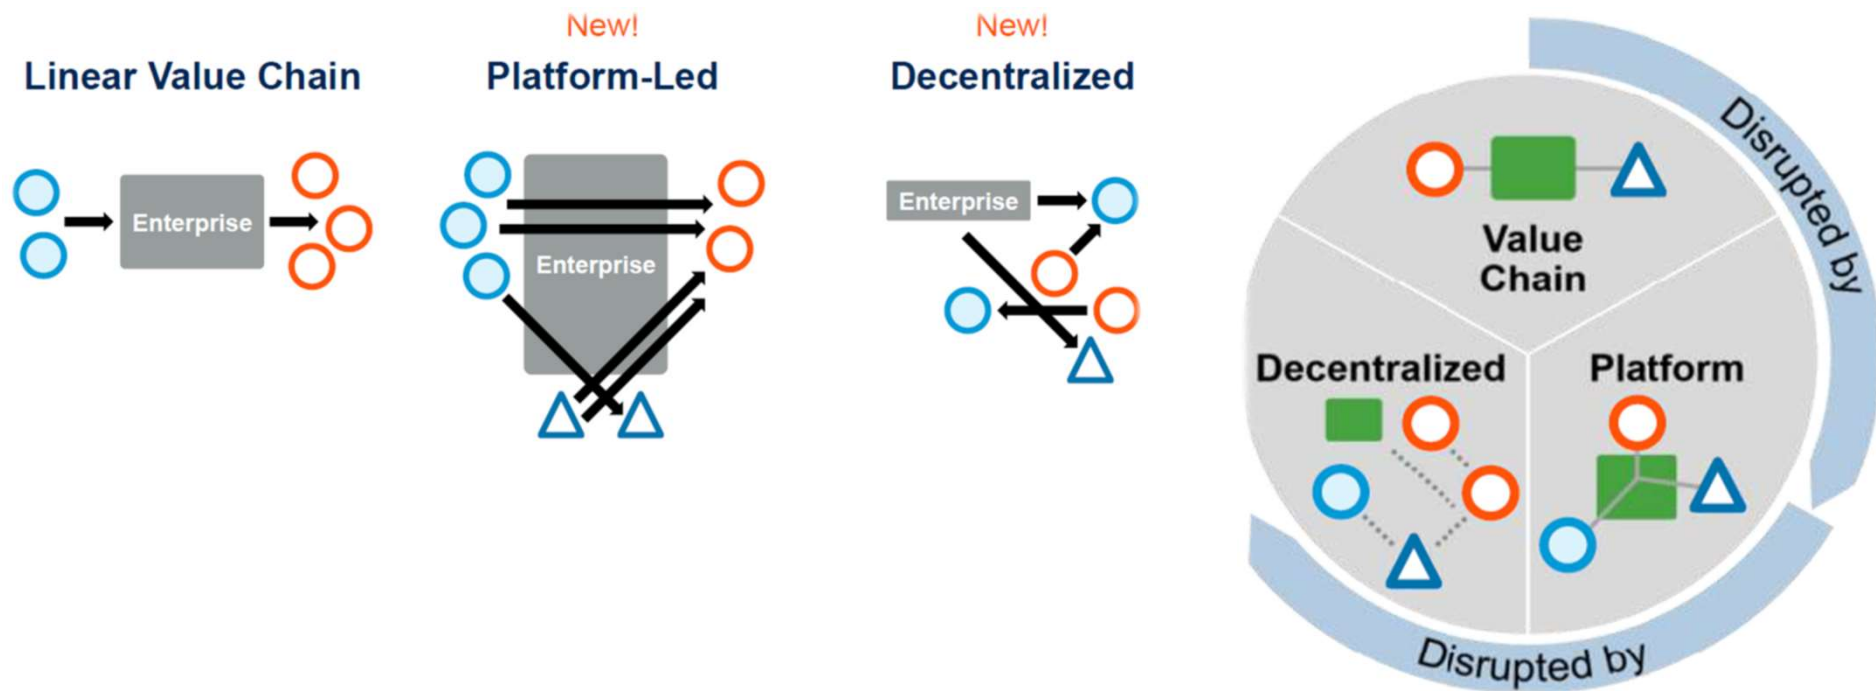 New!
New!
Linear Value Chain
Platform-Led
Decentralized
Enterprise
Enterprise
Enterprise
Disrupted by
Value
Chain
Decentralized
Platform
Disrupted by